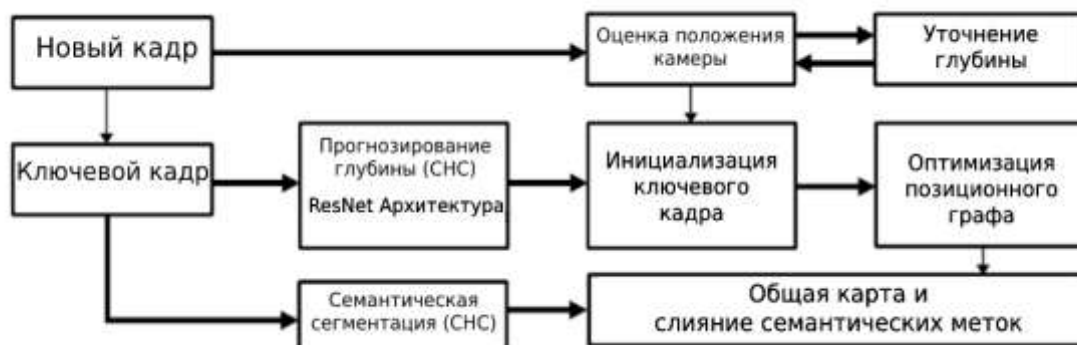 Новый кадр
Оценка положения
камеры
Уточнение
глубины
Ключевой кадр
Прогнозирование
глубины (СНС)
ResNet Архитектура
Инициализация
ключевого
кадра
Оптимизация
позиционного
графа
Семантическая
сегментация (СНС)
Общая карта и
слияние семантических меток